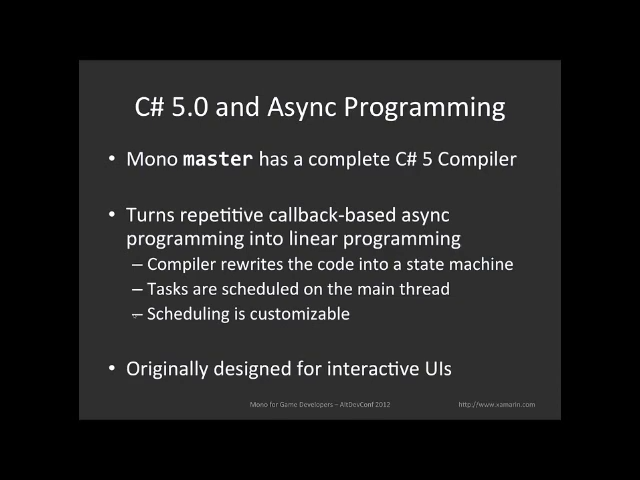 C# 5.0 and Async Programming
• Mono master has a complete C# 5 Compiler
• Turns repetitive callback-based async
programming into linear programming
– Compiler rewrites the code into a state machine
– Tasks are scheduled on the main thread
– Scheduling is customizable
• Originally designed for interactive UIs
Mono for Game Developers – AltDevConf 2012
http://www.xamarin.com